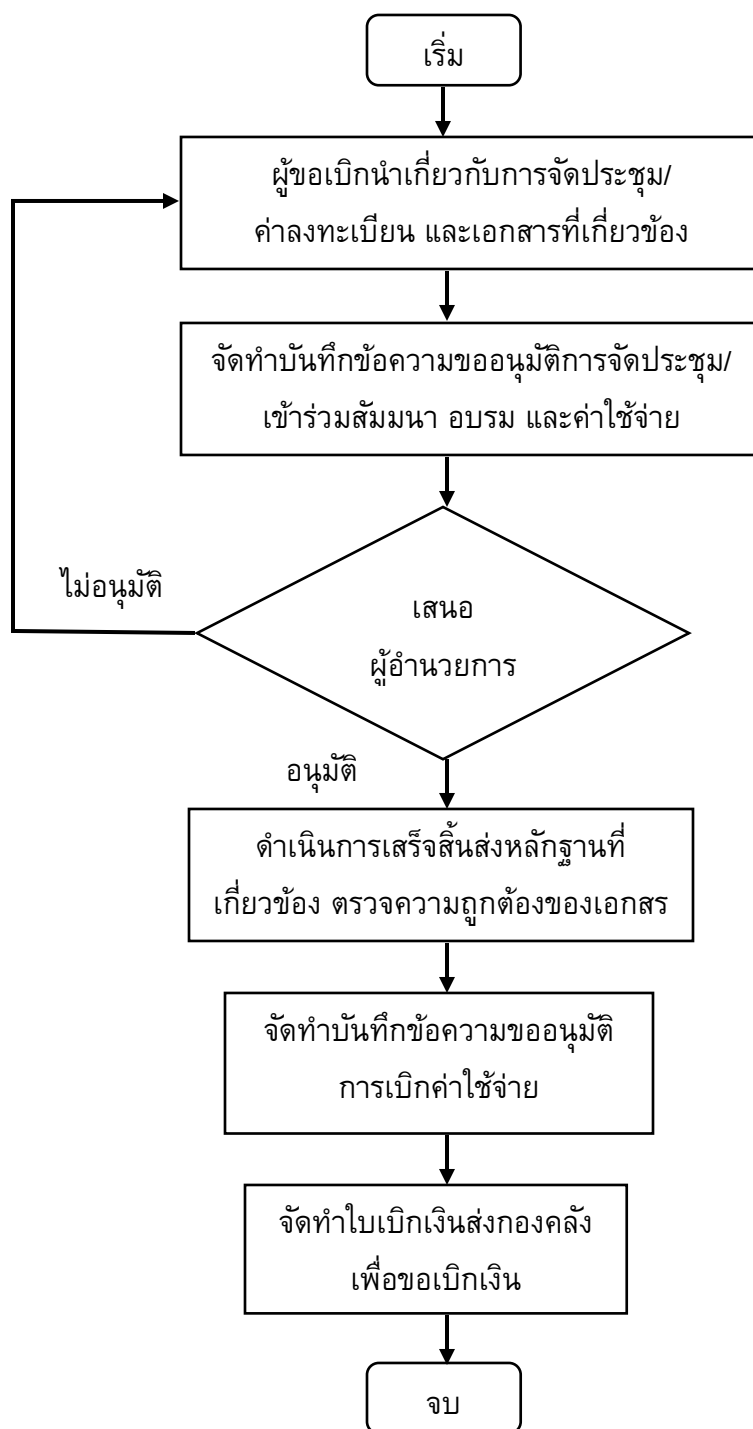 เริ่ม
ผู้ขอเบิกนำเกี่ยวกับการจัดประชุม/
ค่าลงทะเบียน และเอกสารที่เกี่ยวข้อง
จัดทำบันทึกข้อความขออนุมัติการจัดประชุม/
เข้าร่วมสัมมนา อบรม และค่าใช้จ่าย
ไม่อนุมัติ
เสนอ
ผู้อำนวยการ
อนุมัติ
ดำเนินการเสร็จสิ้นส่งหลักฐานที่
เกี่ยวข้อง ตรวจความถูกต้องของเอกสร
จัดทำบันทึกข้อความขออนุมัติ
การเบิกค่าใช้จ่าย
จัดทำใบเบิกเงินส่งกองคลัง
เพื่อขอเบิกเงิน
จบ